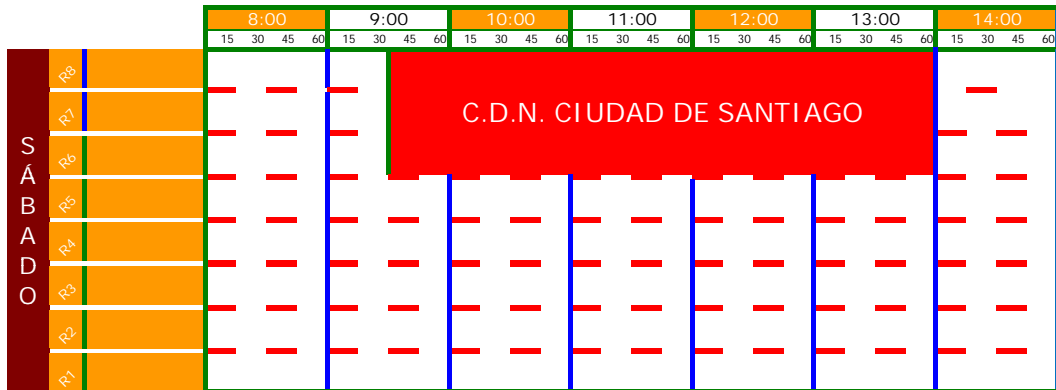 8:00 9:00 10:00 11:00 12:00 13:00 14:00
15 30 45 60 15 30 45 60 15 30 45 60 15 30 45 60 15 30 45 60 15 30 45 60 15 30 45 60
SÁBADO
R8
R7
C.D.N. CIUDAD DE SANTIAGO
R6
R5
R4
R3
R2
R1